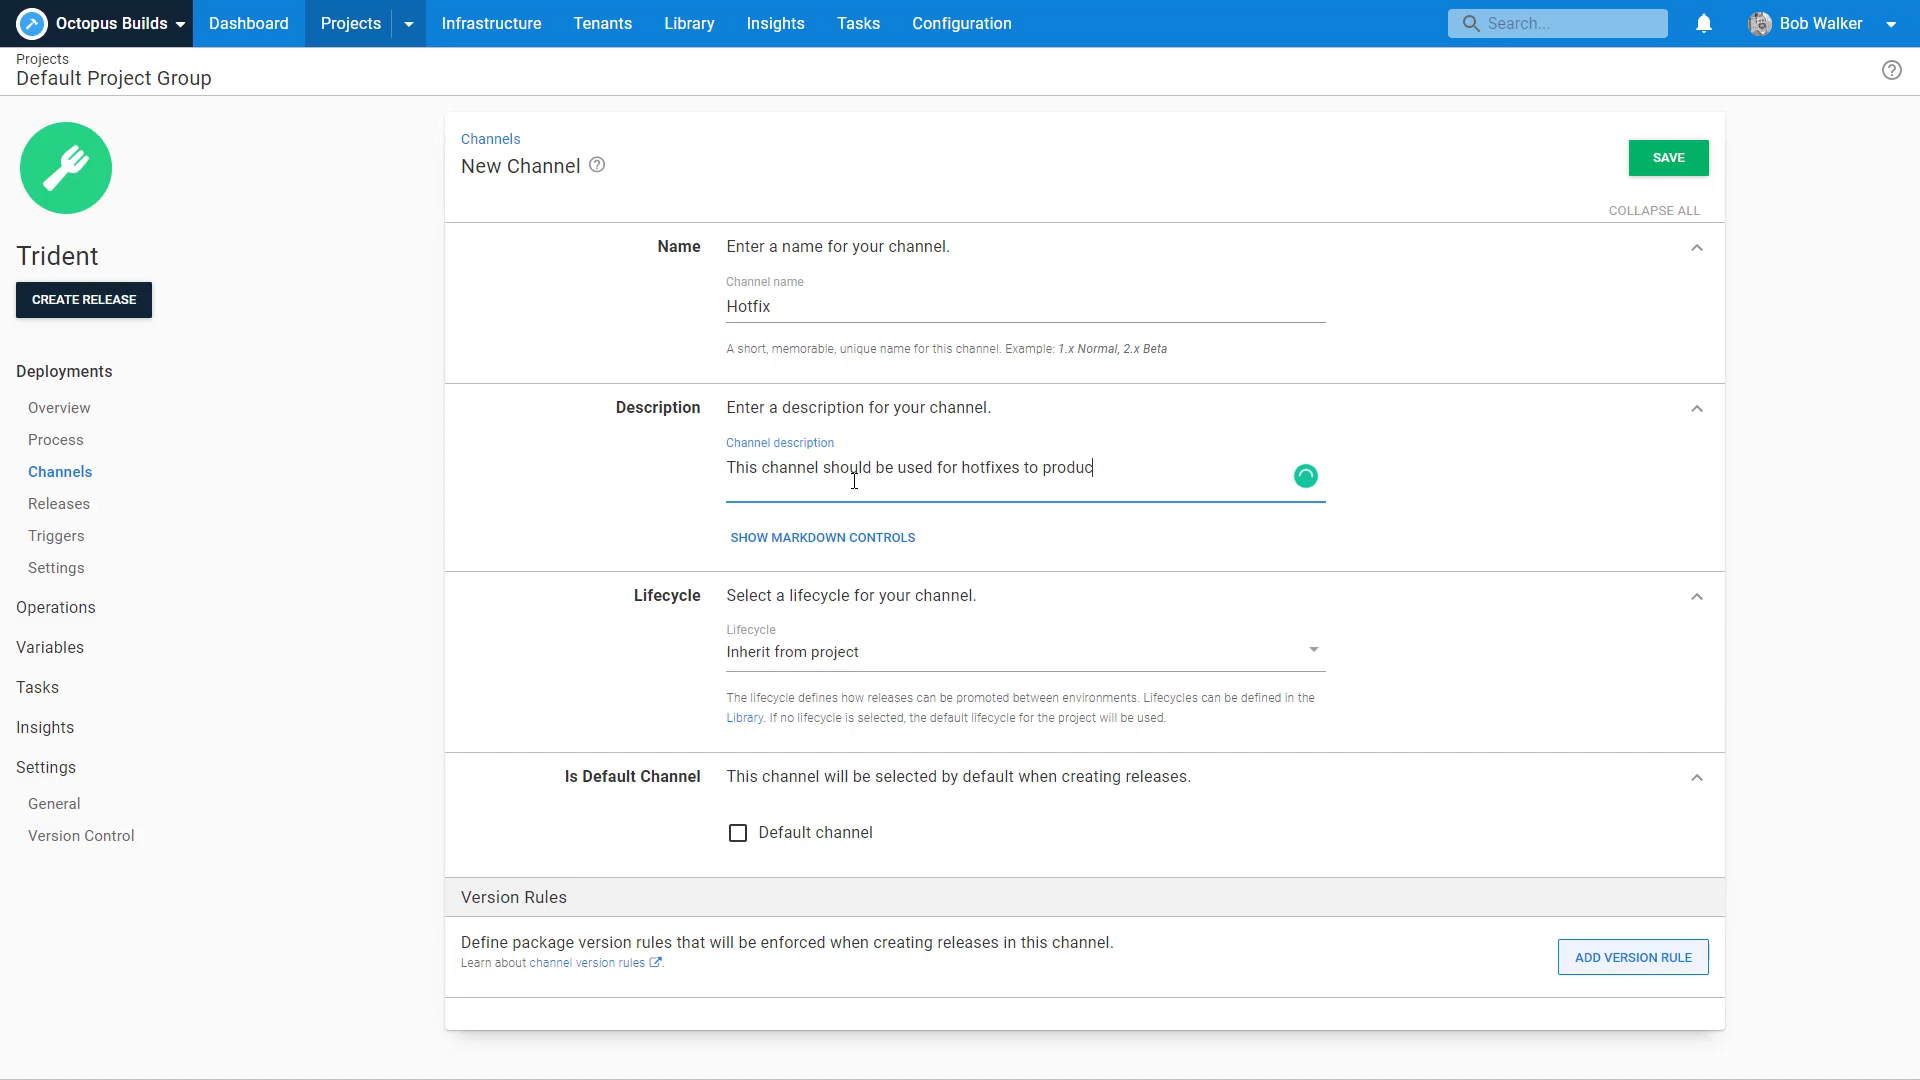 Octopus Builds
Dashboard
Projects
Infrastructure
Tenants
Library
Insights
Tasks
Configuration
Search...
Bob Walker
Projects
Default Project Group
Trident
CREATE RELEASE
Deployments
Overview
Process
Channels
Releases
Triggers
Settings
Operations
Variables
Tasks
Insights
Settings
General
Version Control
Channels
New Channel
SAVE
COLLAPSE ALL
Name
Enter a name for your channel.
Channel name
Hotfix
A short, memorable, unique name for this channel. Example: 1.x Normal, 2.x Beta
Description
Enter a description for your channel.
Channel description
This channel should be used for hotfixes to produc
SHOW MARKDOWN CONTROLS
Lifecycle
Select a lifecycle for your channel.
Lifecycle
Inherit from project
The lifecycle defines how releases can be promoted between environments. Lifecycles can be defined in the
Library. If no lifecycle is selected, the default lifecycle for the project will be used.
Is Default Channel
This channel will be selected by default when creating releases.
Default channel
Version Rules
Define package version rules that will be enforced when creating releases in this channel.
Learn about channel version rules.
ADD VERSION RULE